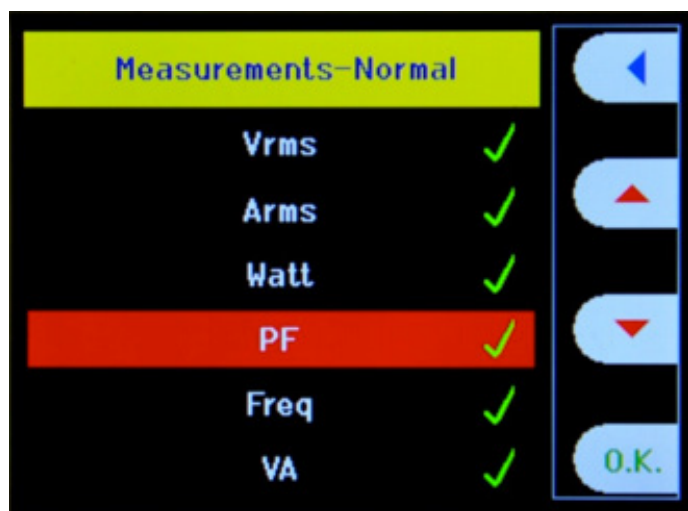 Measurements-Normal
Vrms
Arms
Watt
PF
Freq
VA
O.K.